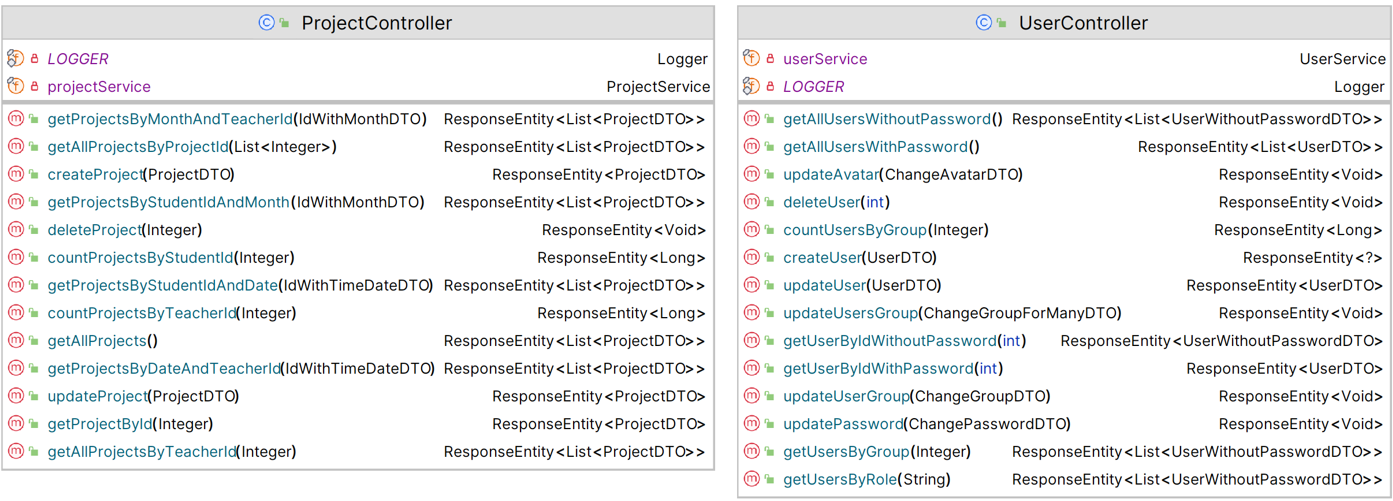 ProjectController
LOGGER Logger
projectService ProjectService
getProjectsByMonthAndTeacherId(IdWithMonthDTO) ResponseEntity<List<ProjectDTO>>
getAllProjectsByProjectId(List<Integer>) ResponseEntity<List<ProjectDTO>>
createProject(ProjectDTO) ResponseEntity<ProjectDTO>
getProjectsByStudentIdAndMonth(IdWithMonthDTO) ResponseEntity<List<ProjectDTO>>
deleteProject(Integer) ResponseEntity<Void>
countProjectsByStudentId(Integer) ResponseEntity<Long>
getProjectsByStudentIdAndDate(IdWithTimeDateDTO) ResponseEntity<List<ProjectDTO>>
countProjectsByTeacherId(Integer) ResponseEntity<Long>
getAllProjects() ResponseEntity<List<ProjectDTO>>
getProjectsByDateAndTeacherId(IdWithTimeDateDTO) ResponseEntity<List<ProjectDTO>>
updateProject(ProjectDTO) ResponseEntity<ProjectDTO>
getProjectById(Integer) ResponseEntity<ProjectDTO>
getAllProjectsByTeacherId(Integer) ResponseEntity<List<ProjectDTO>>
UserController
userService UserService
LOGGER Logger
getAllUsersWithoutPassword() ResponseEntity<List<UserWithoutPasswordDTO>>
getAllUsersWithPassword() ResponseEntity<List<UserDTO>>
updateAvatar(ChangeAvatarDTO) ResponseEntity<Void>
deleteUser(int) ResponseEntity<Void>
countUsersByGroup(Integer) ResponseEntity<Long>
createUser(UserDTO) ResponseEntity<?>
updateUser(UserDTO) ResponseEntity<UserDTO>
updateUsersGroup(ChangeGroupForManyDTO) ResponseEntity<Void>
getUserByIdWithoutPassword(int) ResponseEntity<UserWithoutPasswordDTO>
getUserByIdWithPassword(int) ResponseEntity<UserDTO>
updateUserGroup(ChangeGroupDTO) ResponseEntity<Void>
updatePassword(ChangePasswordDTO) ResponseEntity<Void>
getUsersByGroup(Integer) ResponseEntity<List<UserWithoutPasswordDTO>>
getUsersByRole(String) ResponseEntity<List<UserWithoutPasswordDTO>>